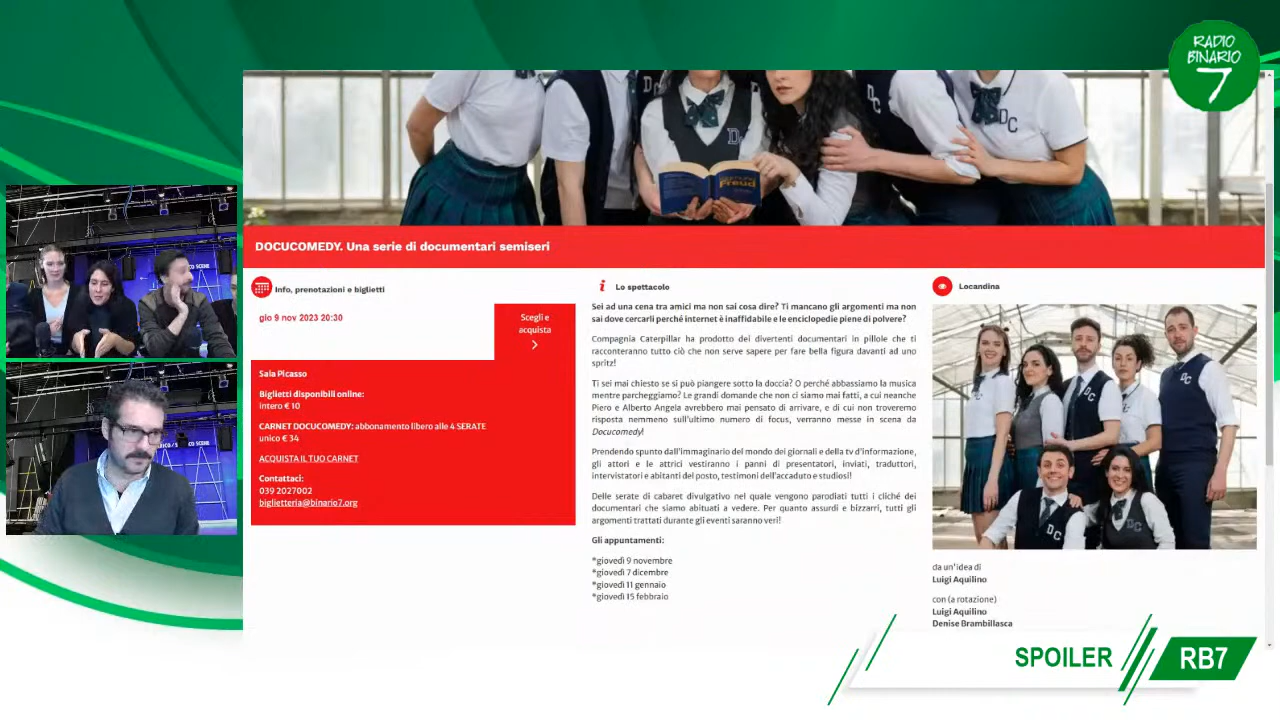 RADIO
BINARIO
7
DC
DC
DC
Freud
DOCUCOMEDY. Una serie di documentari semiseri
Info, prenotazioni e biglietti
gio 9 nov 2023 20:30
Scegli e
acquista
Sala Picasso
Biglietti disponibili online:
intero € 10
CARNET DOCUCOMEDY: abbonamento libero alle 4 SERATE
unico € 34
ACQUISTA IL TUO CARNET
Contattaci:
039 2027002
biglietteria@binario7.org
Lo spettacolo
Sei ad una cena tra amici ma non sai cosa dire? Ti mancano gli argomenti ma non
sai dove cercarli perché internet è inaffidabile e le enciclopedie piene di polvere?
Compagnia Caterpillar ha prodotto dei divertenti documentari in pillole che ti
racconteranno tutto ciò che non serve sapere per fare bella figura davanti ad uno
spritz!
Ti sei mai chiesto se si può piangere sotto la doccia? O perché abbassiamo la musica
mentre parcheggiamo? Le grandi domande che non ci siamo mai fatti, a cui neanche
Piero e Alberto Angela avrebbero mai pensato di arrivare, e di cui non troveremo
risposta nemmeno sull'ultimo numero di focus, verranno messe in scena da
Docucomedy!
Prendendo spunto dall'immaginario del mondo dei giornali e della tv d'informazione,
gli attori e le attrici vestiranno i panni di presentatori, inviati, traduttori,
intervistatori e abitanti del posto, testimoni dell'accaduto e studiosi!
Delle serate di cabaret divulgativo nel quale vengono parodiati tutti i cliché dei
documentari che siamo abituati a vedere. Per quanto assurdi e bizzarri, tutti gli
argomenti trattati durante gli eventi saranno veri!
Gli appuntamenti:
*giovedì 9 novembre
*giovedì 7 dicembre
*giovedì 11 gennaio
*giovedì 15 febbraio
Locandina
DC
DC
DC
DC
da un'idea di
Luigi Aquilino
con (a rotazione)
Luigi Aquilino
Denise Brambillasca
SPOILER
RB7